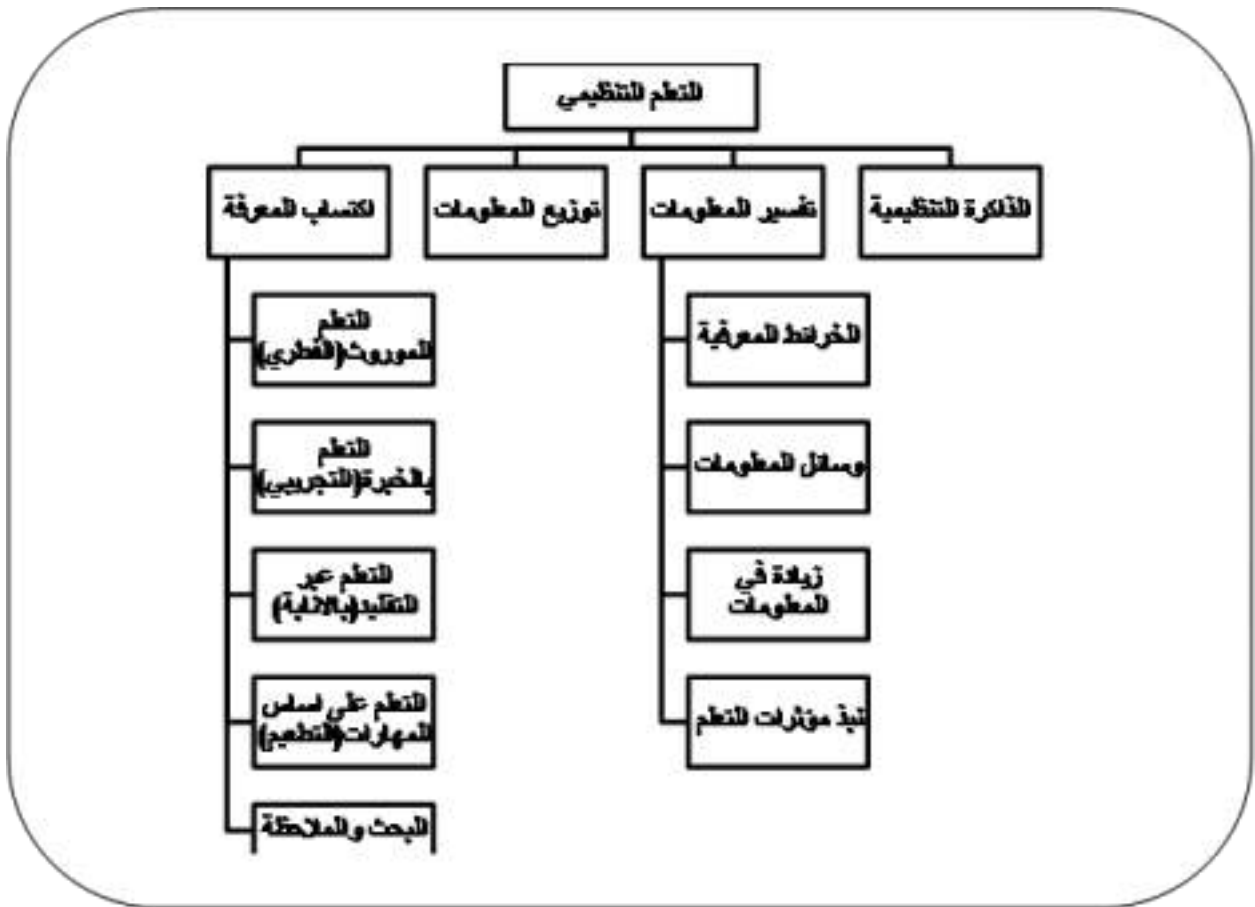 التعلم التنظيمي
اكتساب المعرفة
توزيع المعلومات
تفسير المعلومات
الذاكرة التنظيمية
التعلم
الموروث(الفطري)
التعلم
بالخبرة(التجريبي)
التعلم عبر
التقليد(بالانابة)
التعلم على اساس
المهارات(التطعيم)
البحث والملاحظة
الخرائط المعرفية
وسائل المعلومات
زيادة في
المعلومات
نبذ مؤثرات التعلم